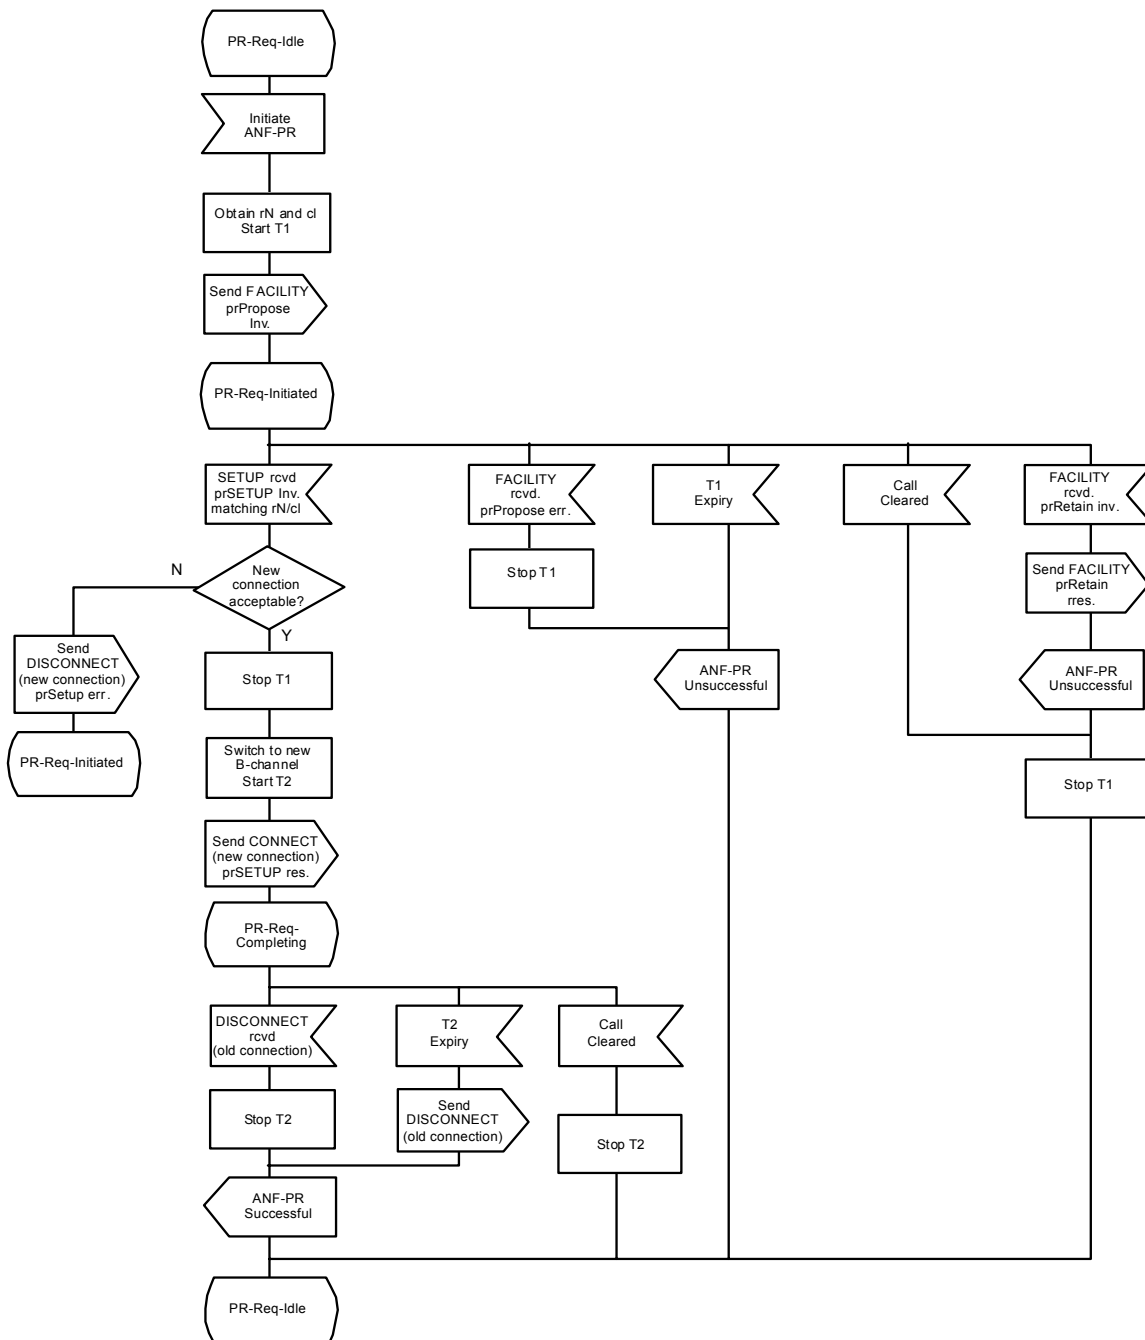 PR-Req-Idle
Initiate
ANF-PR
Obtain rN and cl
Start T1
Send FACILITY
prPropose
Inv.
PR-Req-Initiated
SETUP rcvd
prSETUP Inv.
matching rN/cl
FACILITY
rcvd.
prPropose err.
T1
Expiry
Call
Cleared
FACILITY
rcvd.
prRetain inv.
N
New
connection
acceptable?
Y
Stop T1
Send FACILITY
prRetain
rres.
Send
DISCONNECT
(new connection)
prSetup err.
Stop T1
ANF-PR
Unsuccessful
ANF-PR
Unsuccessful
PR-Req-Initiated
Switch to new
B-channel
Start T2
Stop T1
Send CONNECT
(new connection)
prSETUP res.
PR-Req-
Completing
DISCONNECT
rcvd
(old connection)
T2
Expiry
Call
Cleared
Stop T2
Send
DISCONNECT
(old connection)
Stop T2
ANF-PR
Successful
PR-Req-Idle